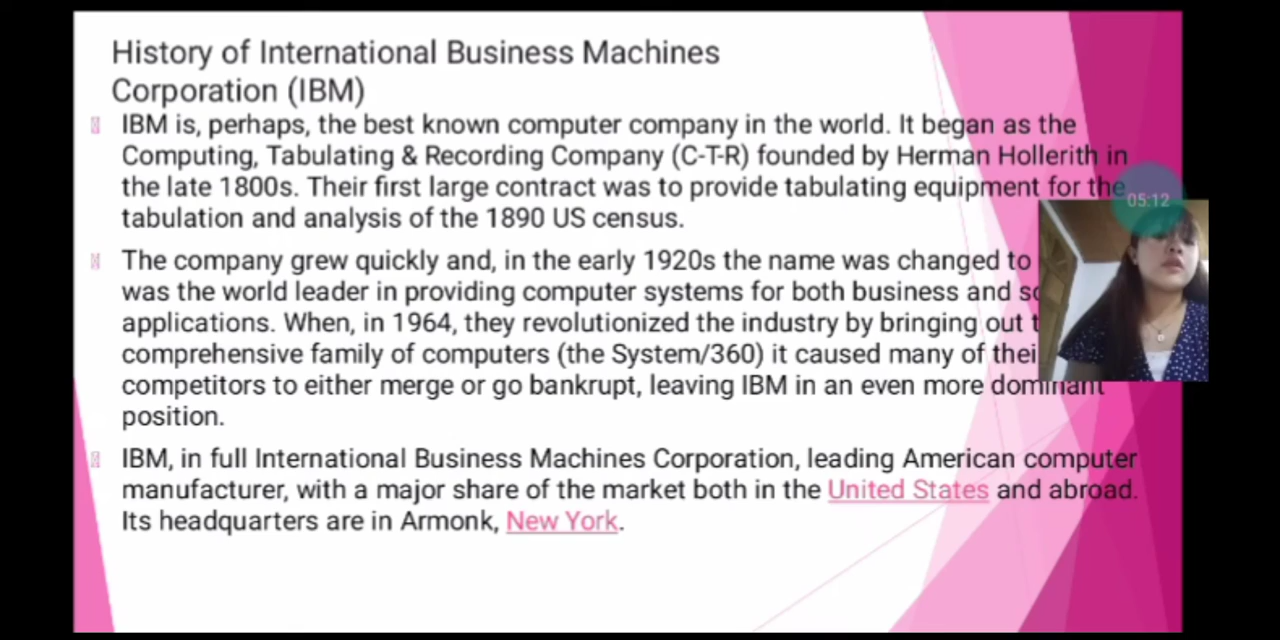 History of International Business Machines
Corporation (IBM)
IBM is, perhaps, the best known computer company in the world. It began as the
Computing, Tabulating & Recording Company (C-T-R) founded by Herman Hollerith in
the late 1800s. Their first large contract was to provide tabulating equipment for the
tabulation and analysis of the 1890 US census.
05:12
The company grew quickly and, in the early 1920s the name was changed to
was the world leader in providing computer systems for both business and
applications. When, in 1964, they revolutionized the industry by bringing out
comprehensive family of computers (the System/360) it caused many of
competitors to either merge or go bankrupt, leaving IBM in an even more dominant
position.
IBM, in full International Business Machines Corporation, leading American computer
manufacturer, with a major share of the market both in the United States and abroad.
Its headquarters are in Armonk, New York.